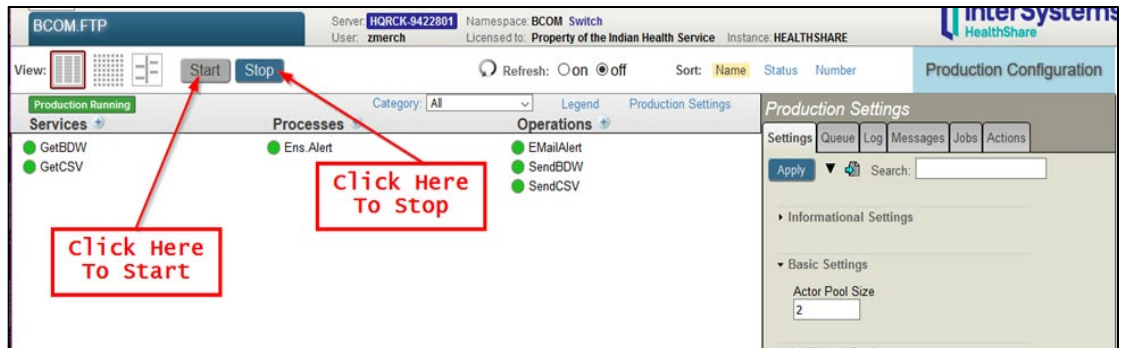 BCOM.FTP
Server: HQRCK-9422801 Namespace: BCOM Switch
User: zmerch Licensed to: Property of the Indian Health Service Instance: HEALTHSHARE
InterSystems
HealthShare
View: Start Stop Refresh: on off Sort: Name Status Number Production Configuration
Production Running Category: All Legend Production Settings
Services Processes Operations
GetBDW Ens.Alert EMailAlert
GetCSV SendBDW
SendCSV
Click Here
To Stop
Click Here
To Start
Production Settings
Settings Queue Log Messages Jobs Actions
Apply Search:
Informational Settings
Basic Settings
Actor Pool Size
2